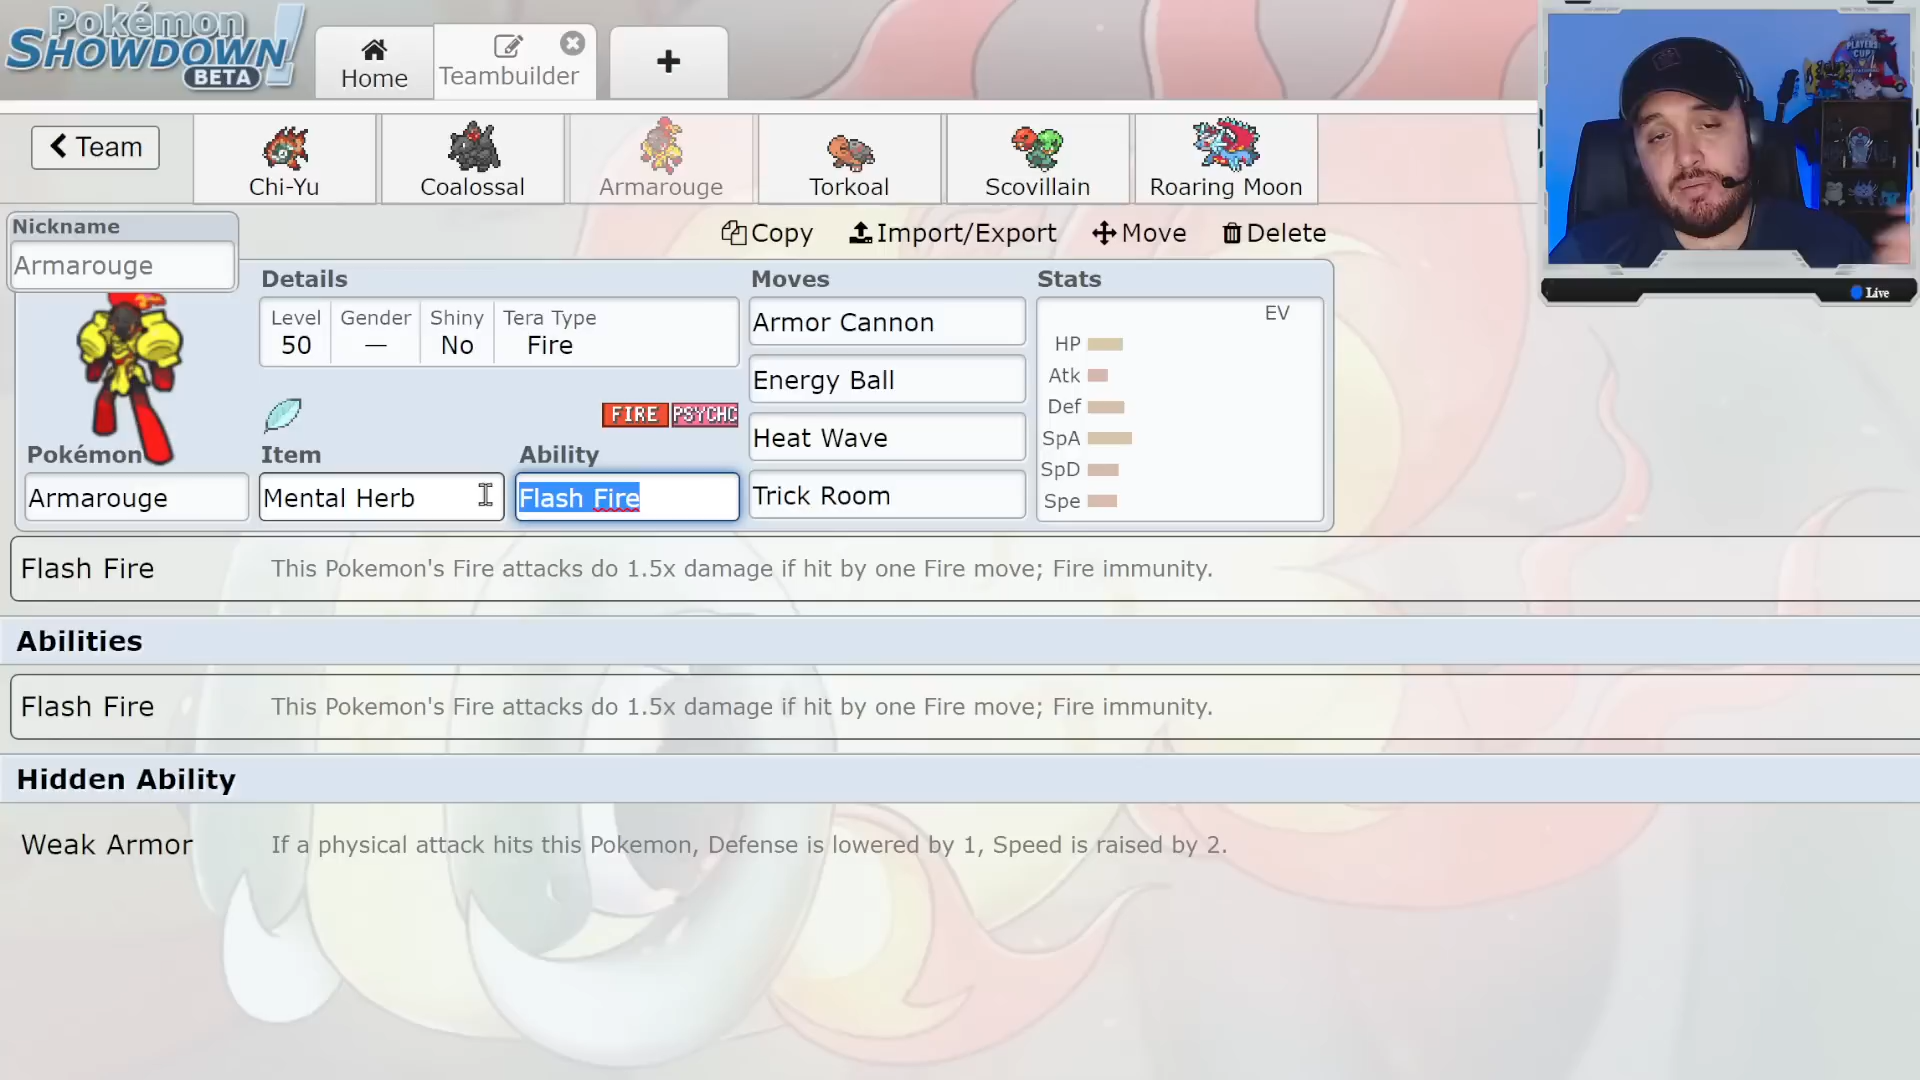 Pokémon
SHOWDOWN!
BETA
Home
Teambuilder
+
Team
Chi-Yu
Coalossal
Armarouge
Torkoal
Scovillain
Roaring Moon
PLAYERS CUP
Live
Nickname
Armarouge
Copy
Import/Export
Move
Delete
Details
Level
50
Gender
—
Shiny
No
Tera Type
Fire
FIRE PSYCHC
Pokémon
Armarouge
Item
Mental Herb
Ability
Flash Fire
Moves
Armor Cannon
Energy Ball
Heat Wave
Trick Room
Stats
EV
HP
Atk
Def
SpA
SpD
Spe
Flash Fire This Pokemon's Fire attacks do 1.5x damage if hit by one Fire move; Fire immunity.
Abilities
Flash Fire This Pokemon's Fire attacks do 1.5x damage if hit by one Fire move; Fire immunity.
Hidden Ability
Weak Armor If a physical attack hits this Pokemon, Defense is lowered by 1, Speed is raised by 2.